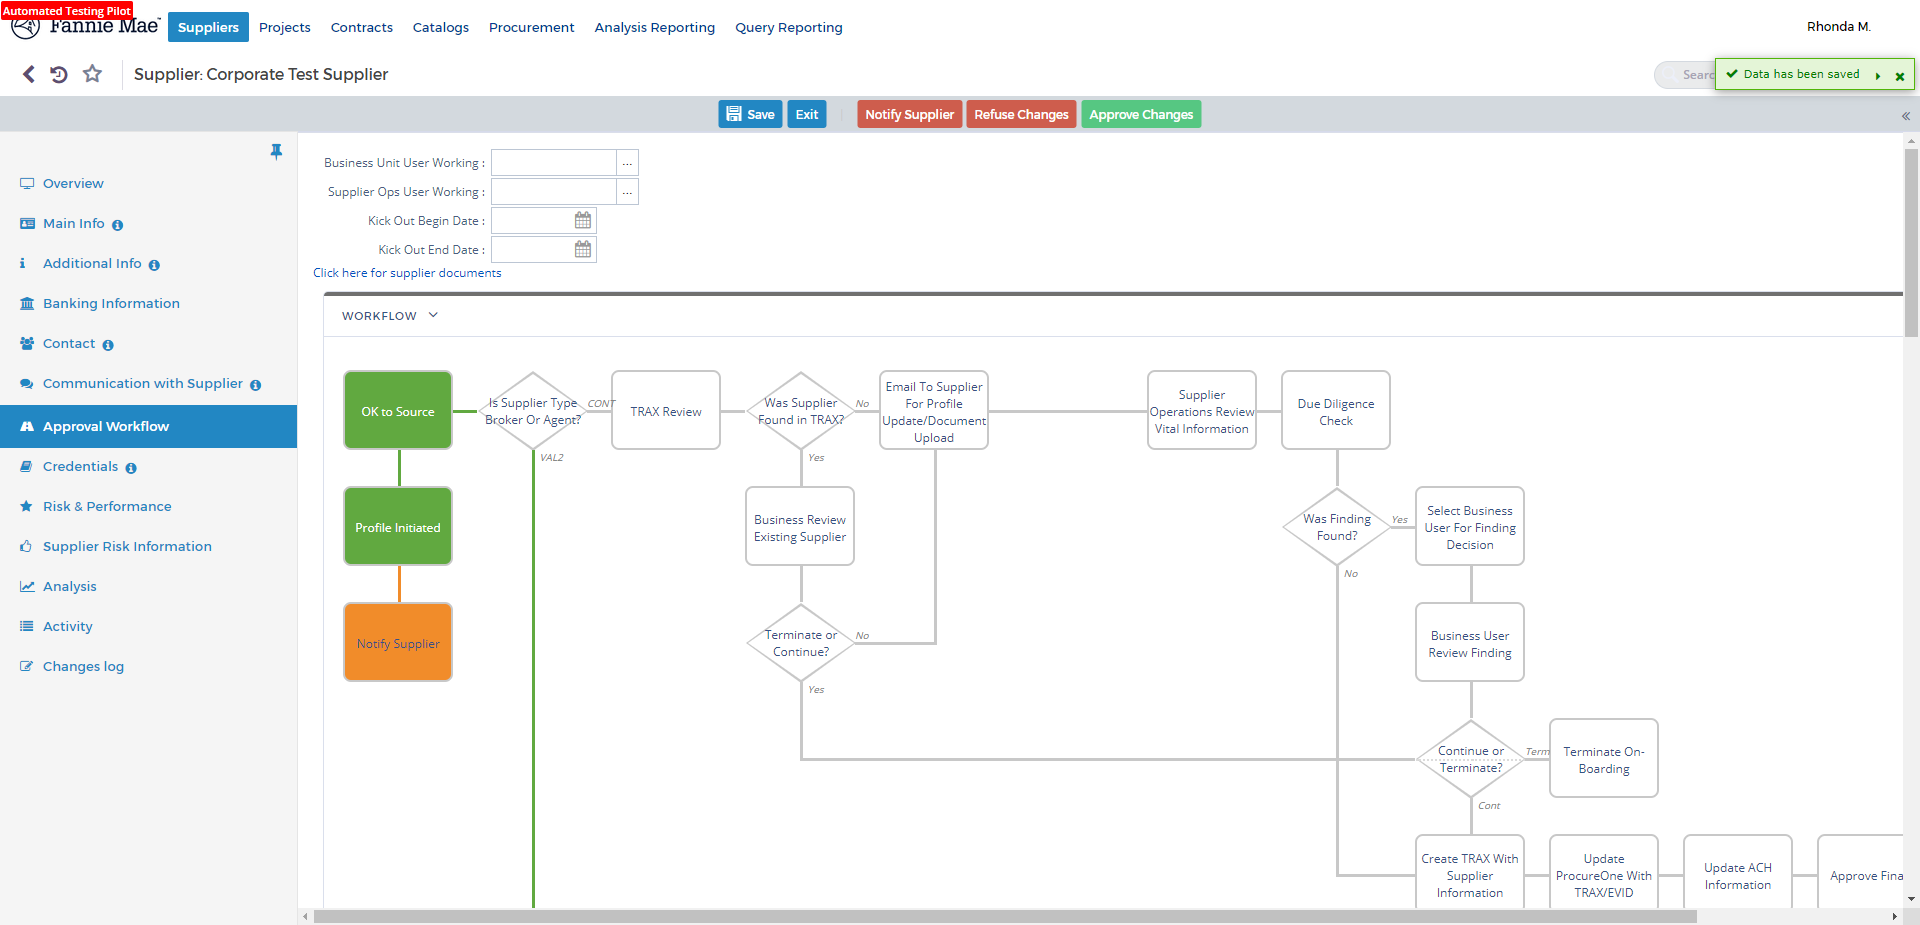 Automated Testing Pilot
Fannie Mae
Suppliers
Projects
Contracts
Catalogs
Procurement
Analysis Reporting
Query Reporting
Rhonda M.
Supplier: Corporate Test Supplier
Searc
Data has been saved
Save
Exit
Notify Supplier
Refuse Changes
Approve Changes
Overview
Main Info
Additional Info
Banking Information
Contact
Communication with Supplier
Approval Workflow
Credentials
Risk & Performance
Supplier Risk Information
Analysis
Activity
Changes log
Business Unit User Working :
...
Supplier Ops User Working :
...
Kick Out Begin Date :
Kick Out End Date :
Click here for supplier documents
WORKFLOW
OK to Source
Is Supplier Type
Broker Or Agent?
CONT
VAL2
TRAX Review
Was Supplier
Found in TRAX?
No
Yes
Email To Supplier
For Profile
Update/Document
Upload
Supplier
Operations Review
Vital Information
Due Diligence
Check
Profile Initiated
Business Review
Existing Supplier
Was Finding
Found?
Yes
No
Select Business
User For Finding
Decision
Notify Supplier
Terminate or
Continue?
No
Yes
Business User
Review Finding
Continue or
Terminate?
Term
Cont
Terminate On-
Boarding
Create TRAX With
Supplier
Information
Update
ProcureOne With
TRAX/EVID
Update ACH
Information
Approve Fina